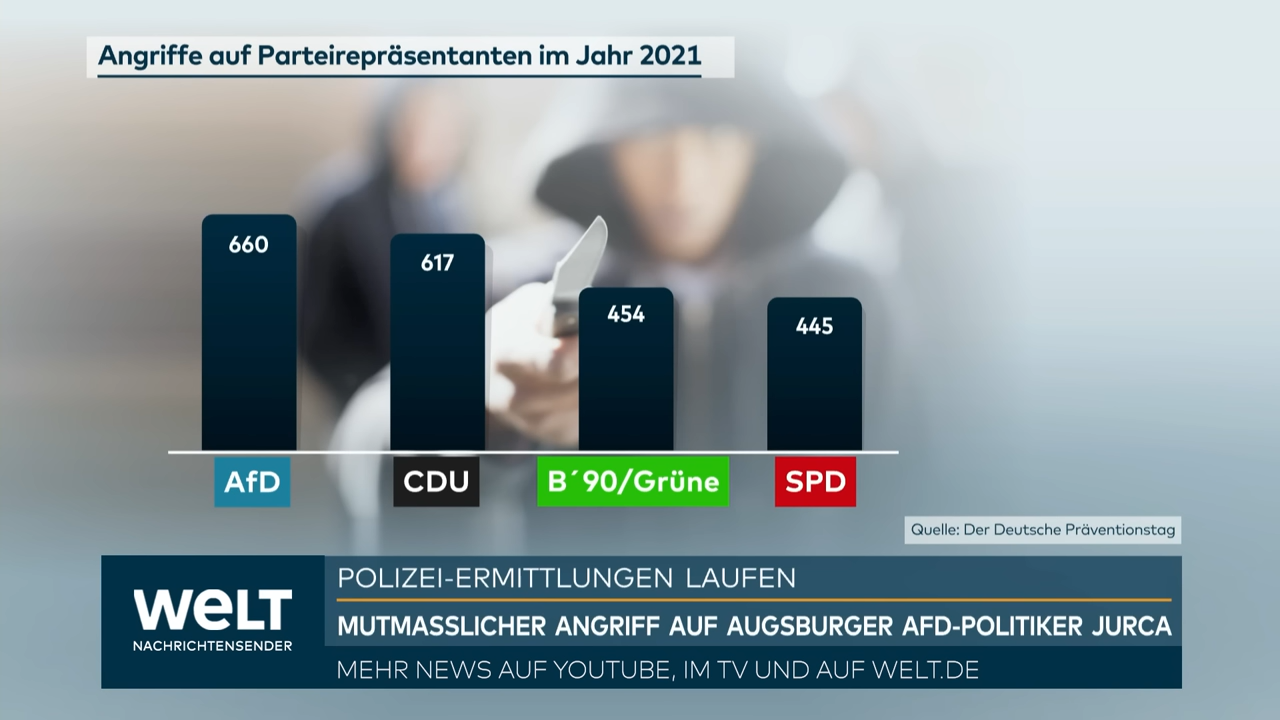 Angriffe auf Parteirepräsentanten im Jahr 2021
660
617
454
445
AfD
CDU
B´90/Grüne
SPD
Quelle: Der Deutsche Präventionstag
WELT
NACHRICHTENSENDER
POLIZEI-ERMITTLUNGEN LAUFEN
MUTMASSLICHER ANGRIFF AUF AUGSBURGER AFD-POLITIKER JURCA
MEHR NEWS AUF YOUTUBE, IM TV UND AUF WELT.DE